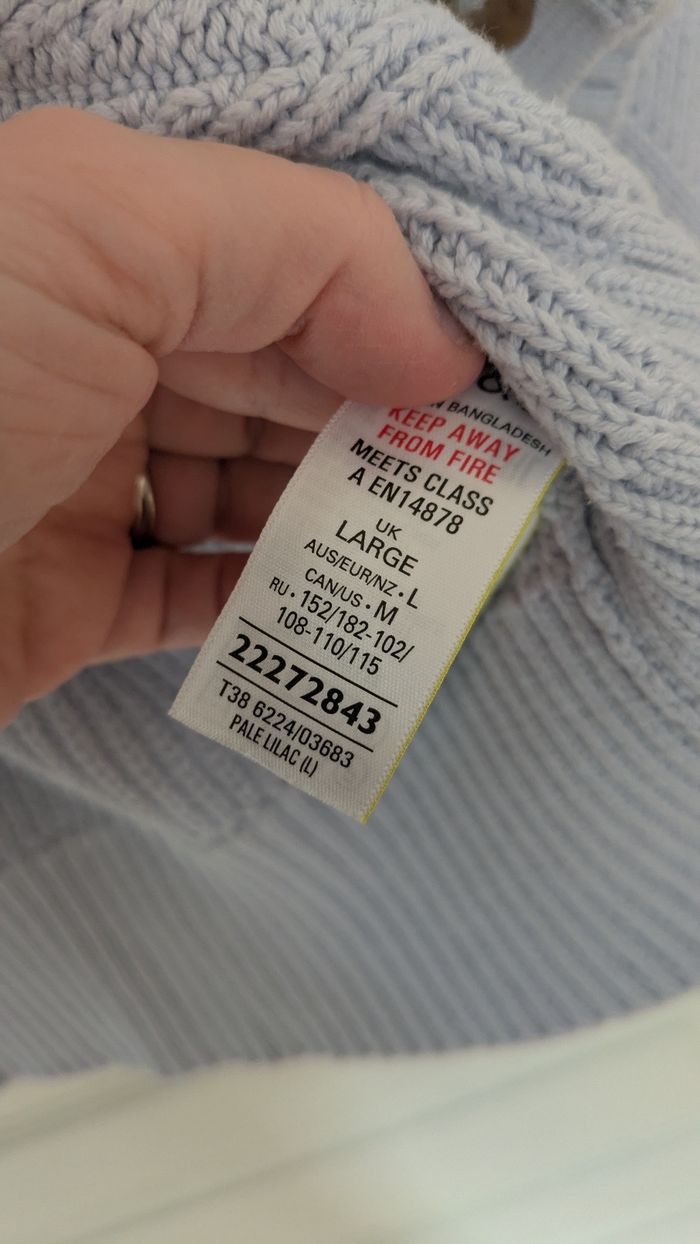 BANGLADESH
KEEP AWAY
FROM FIRE
MEETS CLASS
A EN14878
UK
LARGE
AUS/EUR/NZ • L
CAN/US • M
RU • 152/182-102/
108-110/115
22272843
T38 6224/03683
PALE LILAC (L)